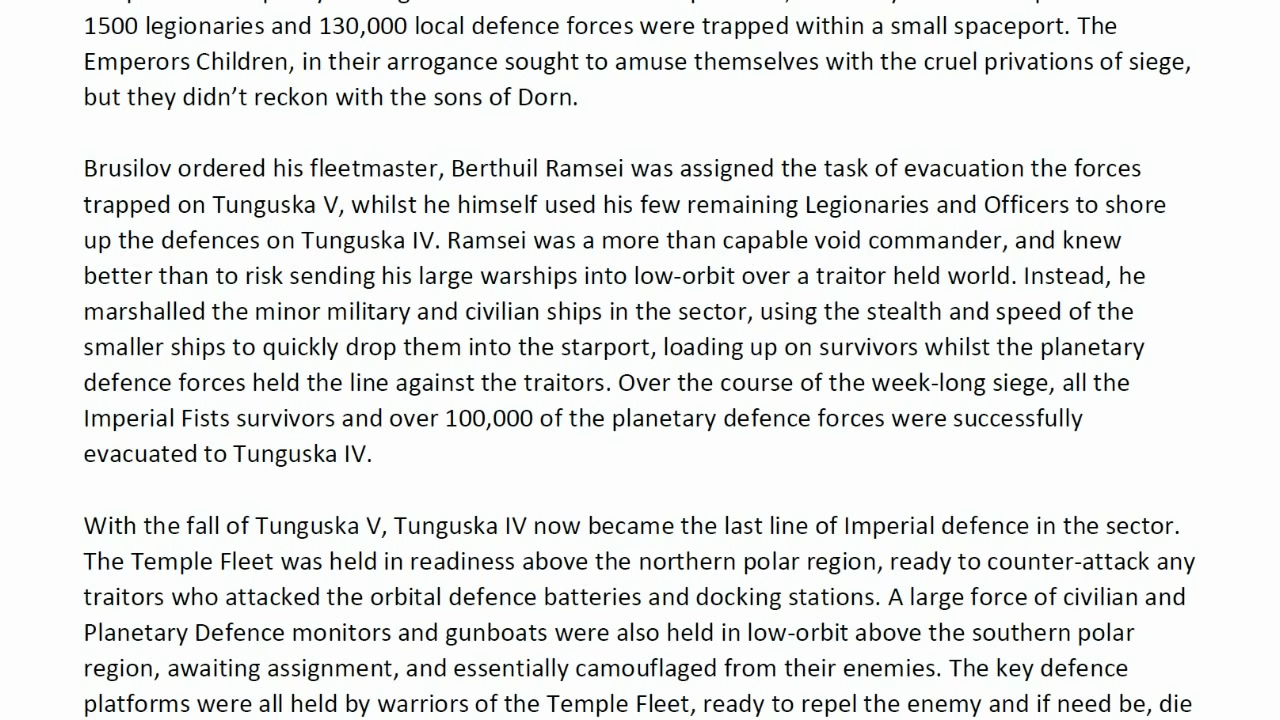 1500 legionaries and 130,000 local defence forces were trapped within a small spaceport. The
Emperors Children, in their arrogance sought to amuse themselves with the cruel privations of siege,
but they didn’t reckon with the sons of Dorn.
Brusilov ordered his fleetmaster, Berthuil Ramsei was assigned the task of evacuation the forces
trapped on Tunguska V, whilst he himself used his few remaining Legionaries and Officers to shore
up the defences on Tunguska IV. Ramsei was a more than capable void commander, and knew
better than to risk sending his large warships into low-orbit over a traitor held world. Instead, he
marshalled the minor military and civilian ships in the sector, using the stealth and speed of the
smaller ships to quickly drop them into the starport, loading up on survivors whilst the planetary
defence forces held the line against the traitors. Over the course of the week-long siege, all the
Imperial Fists survivors and over 100,000 of the planetary defence forces were successfully
evacuated to Tunguska IV.
With the fall of Tunguska V, Tunguska IV now became the last line of Imperial defence in the sector.
The Temple Fleet was held in readiness above the northern polar region, ready to counter-attack any
traitors who attacked the orbital defence batteries and docking stations. A large force of civilian and
Planetary Defence monitors and gunboats were also held in low-orbit above the southern polar
region, awaiting assignment, and essentially camouflaged from their enemies. The key defence
platforms were all held by warriors of the Temple Fleet, ready to repel the enemy and if need be, die